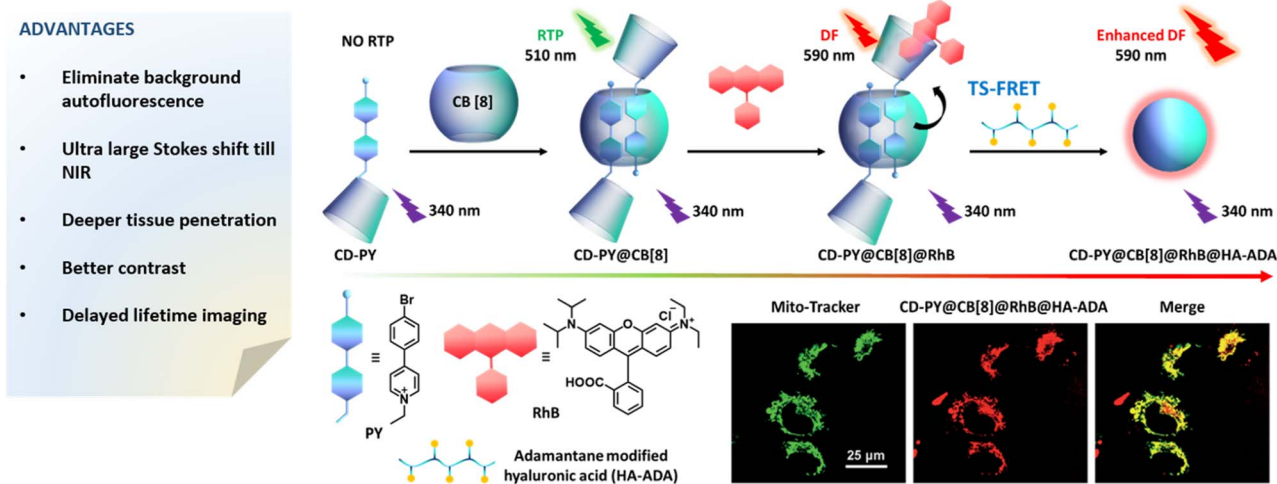 ADVANTAGES
• Eliminate background
autofluorescence
• Ultra large Stokes shift till
NIR
• Deeper tissue penetration
• Better contrast
• Delayed lifetime imaging
NO RTP
CB [8]
RTP
510 nm
DF
590 nm
TS-FRET
Enhanced DF
590 nm
340 nm
340 nm
340 nm
340 nm
CD-PY
CD-PY@CB[8]
CD-PY@CB[8]@RhB
CD-PY@CB[8]@RhB@HA-ADA
≡
Br
N+
PY
≡
N
O
Cl-
N+
HOOC
RhB
Adamantane modified
hyaluronic acid (HA-ADA)
Mito-Tracker
CD-PY@CB[8]@RhB@HA-ADA
Merge
25 μm